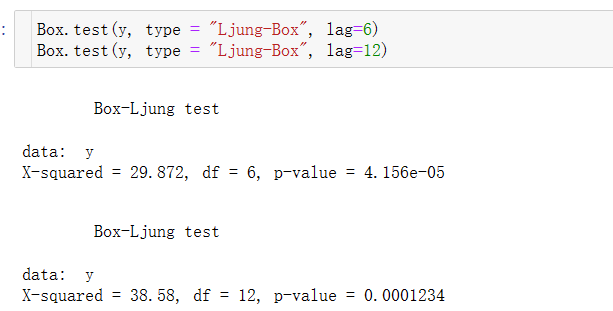 :
Box.test(y, type = "Ljung-Box", lag=6)
Box.test(y, type = "Ljung-Box", lag=12)
Box-Ljung test
data:  y
X-squared = 29.872, df = 6, p-value = 4.156e-05
Box-Ljung test
data:  y
X-squared = 38.58, df = 12, p-value = 0.0001234